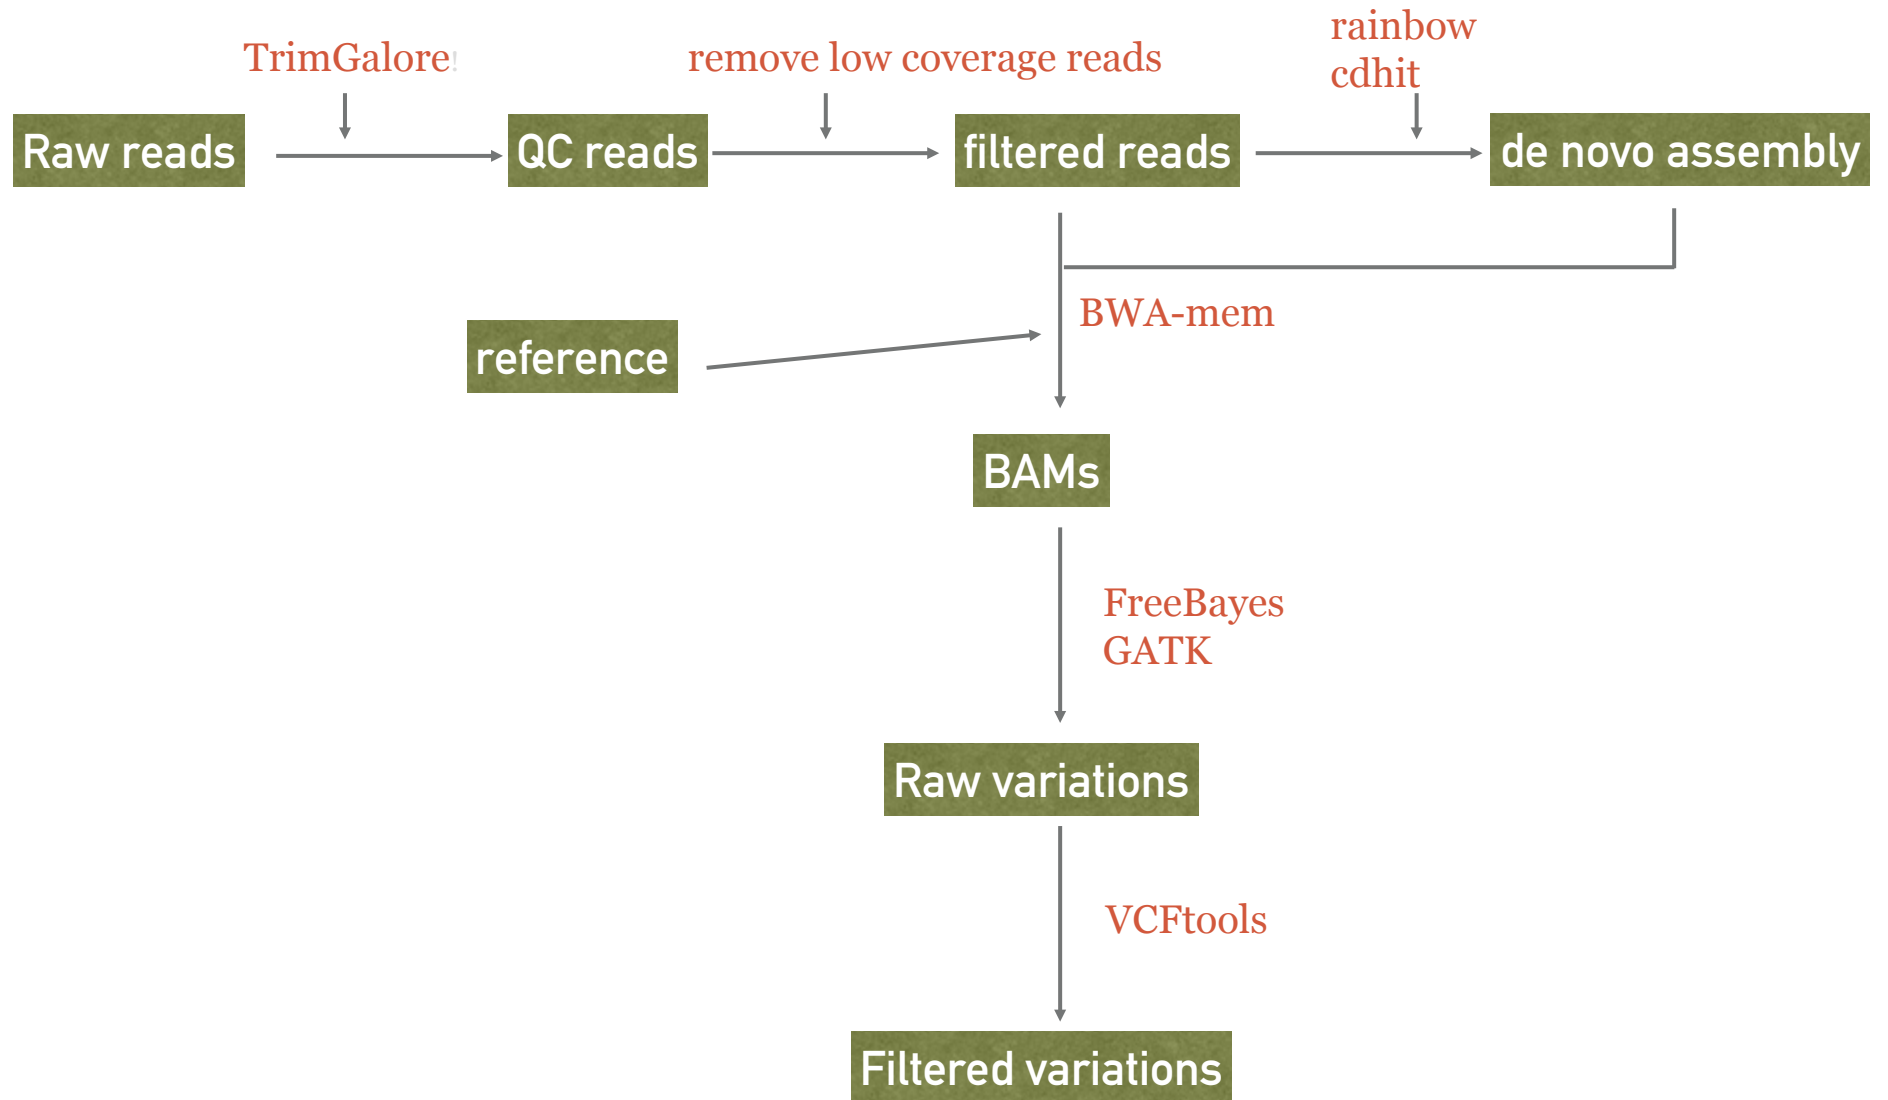 TrimGalore!
remove low coverage reads
rainbow
cdhit
Raw reads
QC reads
filtered reads
de novo assembly
BWA-mem
reference
BAMs
FreeBayes
GATK
Raw variations
VCFtools
Filtered variations